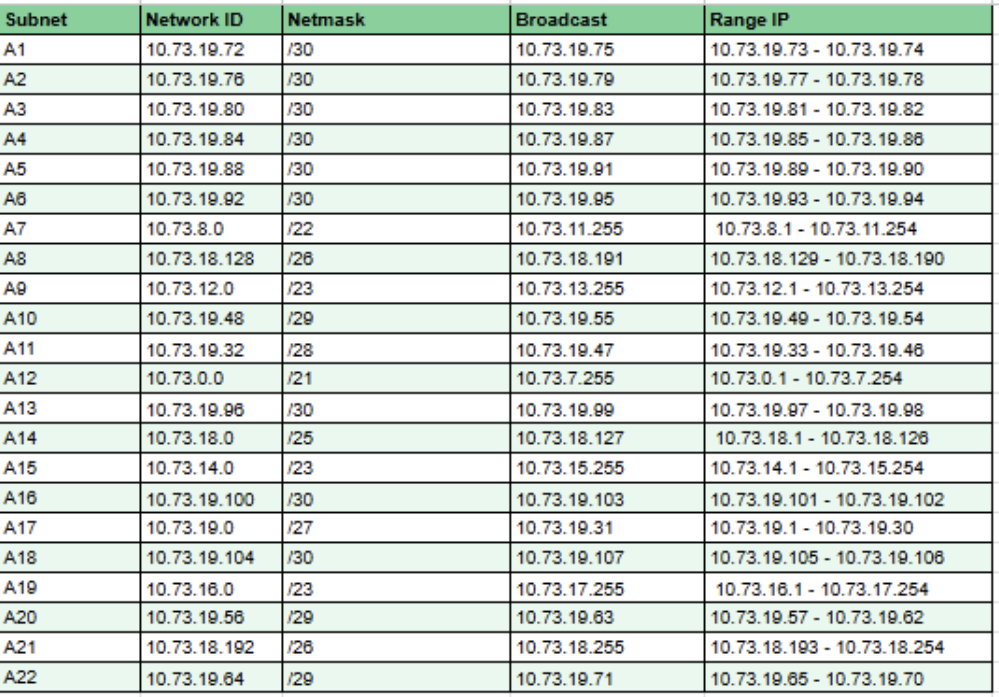 Subnet Network ID Netmask Broadcast Range IP
A1 10.73.19.72 /30 10.73.19.75 10.73.19.73 - 10.73.19.74
A2 10.73.19.76 /30 10.73.19.79 10.73.19.77 - 10.73.19.78
A3 10.73.19.80 /30 10.73.19.83 10.73.19.81 - 10.73.19.82
A4 10.73.19.84 /30 10.73.19.87 10.73.19.85 - 10.73.19.86
A5 10.73.19.88 /30 10.73.19.91 10.73.19.89 - 10.73.19.90
A6 10.73.19.92 /30 10.73.19.95 10.73.19.93 - 10.73.19.94
A7 10.73.8.0 /22 10.73.11.255 10.73.8.1 - 10.73.11.254
A8 10.73.18.128 /26 10.73.18.191 10.73.18.129 - 10.73.18.190
A9 10.73.12.0 /23 10.73.13.255 10.73.12.1 - 10.73.13.254
A10 10.73.19.48 /29 10.73.19.55 10.73.19.49 - 10.73.19.54
A11 10.73.19.32 /28 10.73.19.47 10.73.19.33 - 10.73.19.46
A12 10.73.0.0 /21 10.73.7.255 10.73.0.1 - 10.73.7.254
A13 10.73.19.96 /30 10.73.19.99 10.73.19.97 - 10.73.19.98
A14 10.73.18.0 /25 10.73.18.127 10.73.18.1 - 10.73.18.126
A15 10.73.14.0 /23 10.73.15.255 10.73.14.1 - 10.73.15.254
A16 10.73.19.100 /30 10.73.19.103 10.73.19.101 - 10.73.19.102
A17 10.73.19.0 /27 10.73.19.31 10.73.19.1 - 10.73.19.30
A18 10.73.19.104 /30 10.73.19.107 10.73.19.105 - 10.73.19.106
A19 10.73.16.0 /23 10.73.17.255 10.73.16.1 - 10.73.17.254
A20 10.73.19.56 /29 10.73.19.63 10.73.19.57 - 10.73.19.62
A21 10.73.18.192 /26 10.73.18.255 10.73.18.193 - 10.73.18.254
A22 10.73.19.64 /29 10.73.19.71 10.73.19.65 - 10.73.19.70